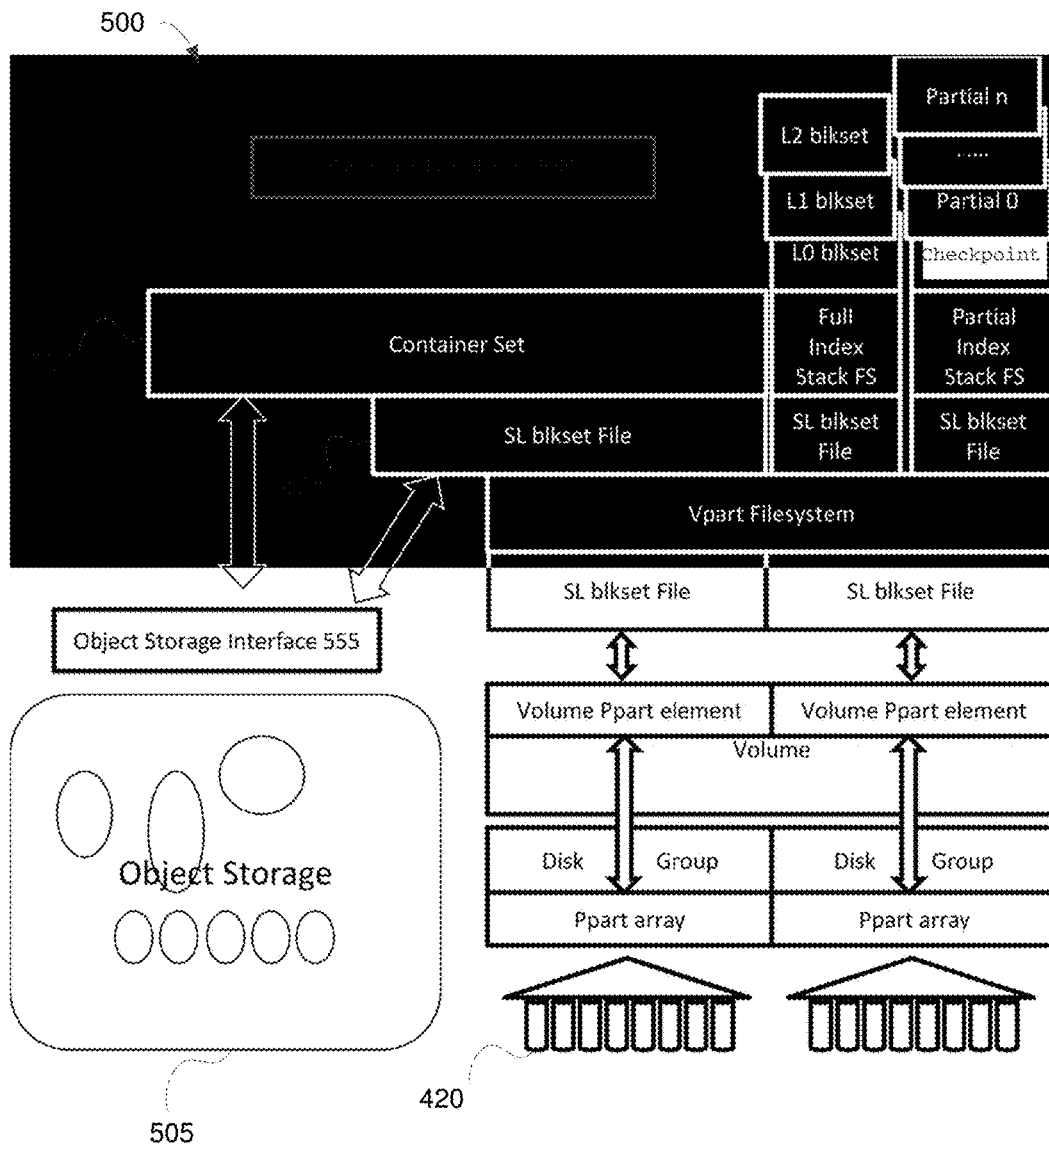 500
Partial n
L2 blkset
.....
L1 blkset
Partial 0
L0 blkset
Checkpoint
Container Set
Full
Index
Stack FS
Partial
Index
Stack FS
SL blkset File
SL blkset
File
SL blkset
File
Vpart Filesystem
SL blkset File
SL blkset File
Object Storage Interface 555
Volume Ppart element
Volume Ppart element
Volume
Object Storage
Disk Group
Disk Group
Ppart array
Ppart array
420
505